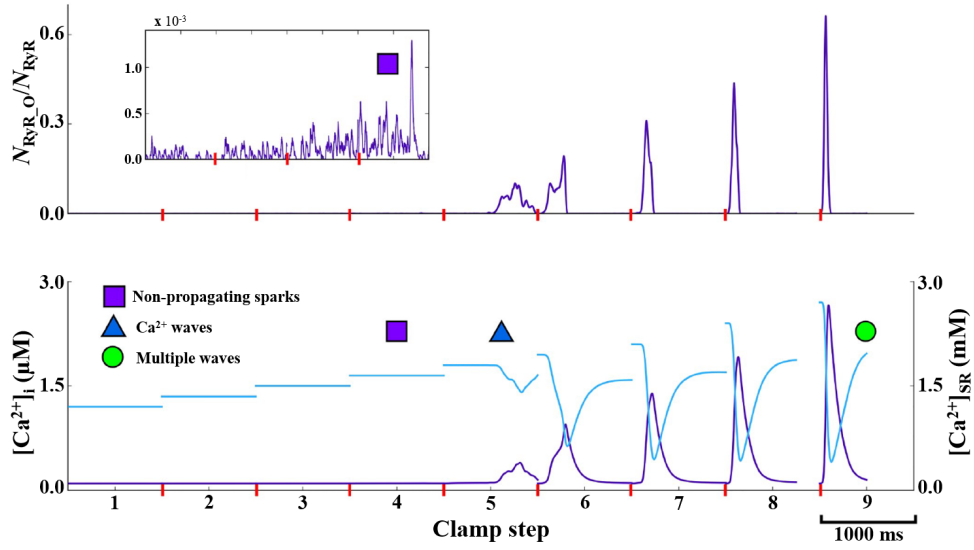 x 10⁻³
0.6
0.3
0.0
N_RyR_O/N_RyR
1.0
0.5
0.0
3.0
1.5
0.0
[Ca²⁺]i (μM)
Non-propagating sparks
Ca²⁺ waves
Multiple waves
3.0
1.5
0.0
[Ca²⁺]SR (mM)
1 2 3 4 5 6 7 8 9
Clamp step
1000 ms